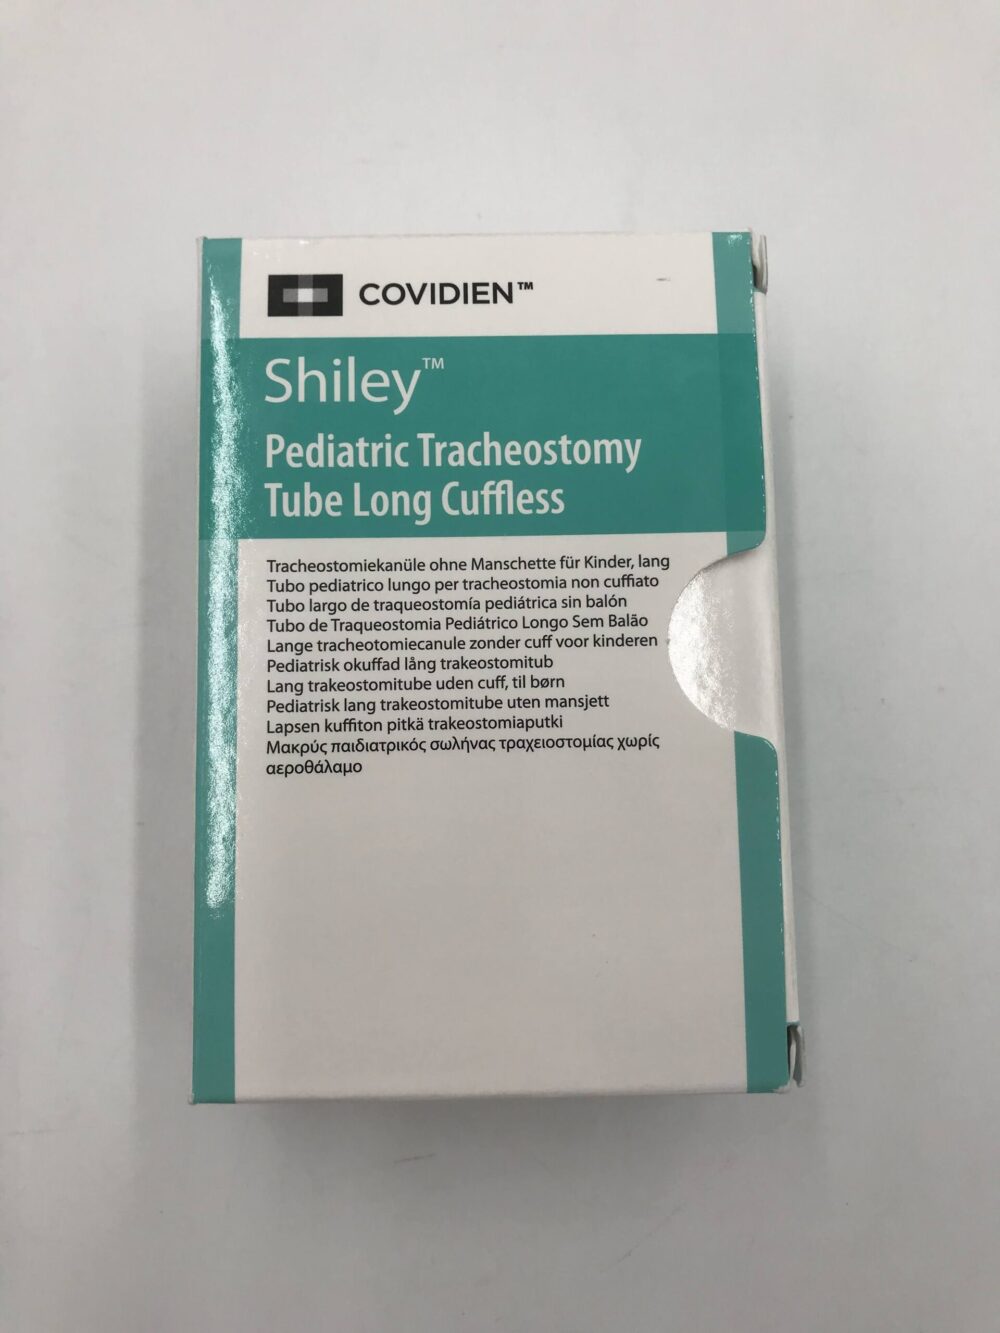 COVIDIEN™
Shiley™
Pediatric Tracheostomy
Tube Long Cuffless
Tracheostomiekanüle ohne Manschette für Kinder, lang
Tubo pediatrico lungo per tracheostomia non cuffiato
Tubo largo de traqueostomía pediátrica sin balón
Tubo de Traqueostomia Pediátrico Longo Sem Balão
Lange tracheotomiecanule zonder cuff voor kinderen
Pediatrisk okuffad lång trakeostomitub
Lang trakeostomitube uden cuff, til børn
Pediatrisk lang trakeostomitube uten mansjett
Lapsen kuffiton pitkä trakeostomiaputki
Μακρύς παιδιατρικός σωλήνας τραχειοστομίας χωρίς
αεροθάλαμο